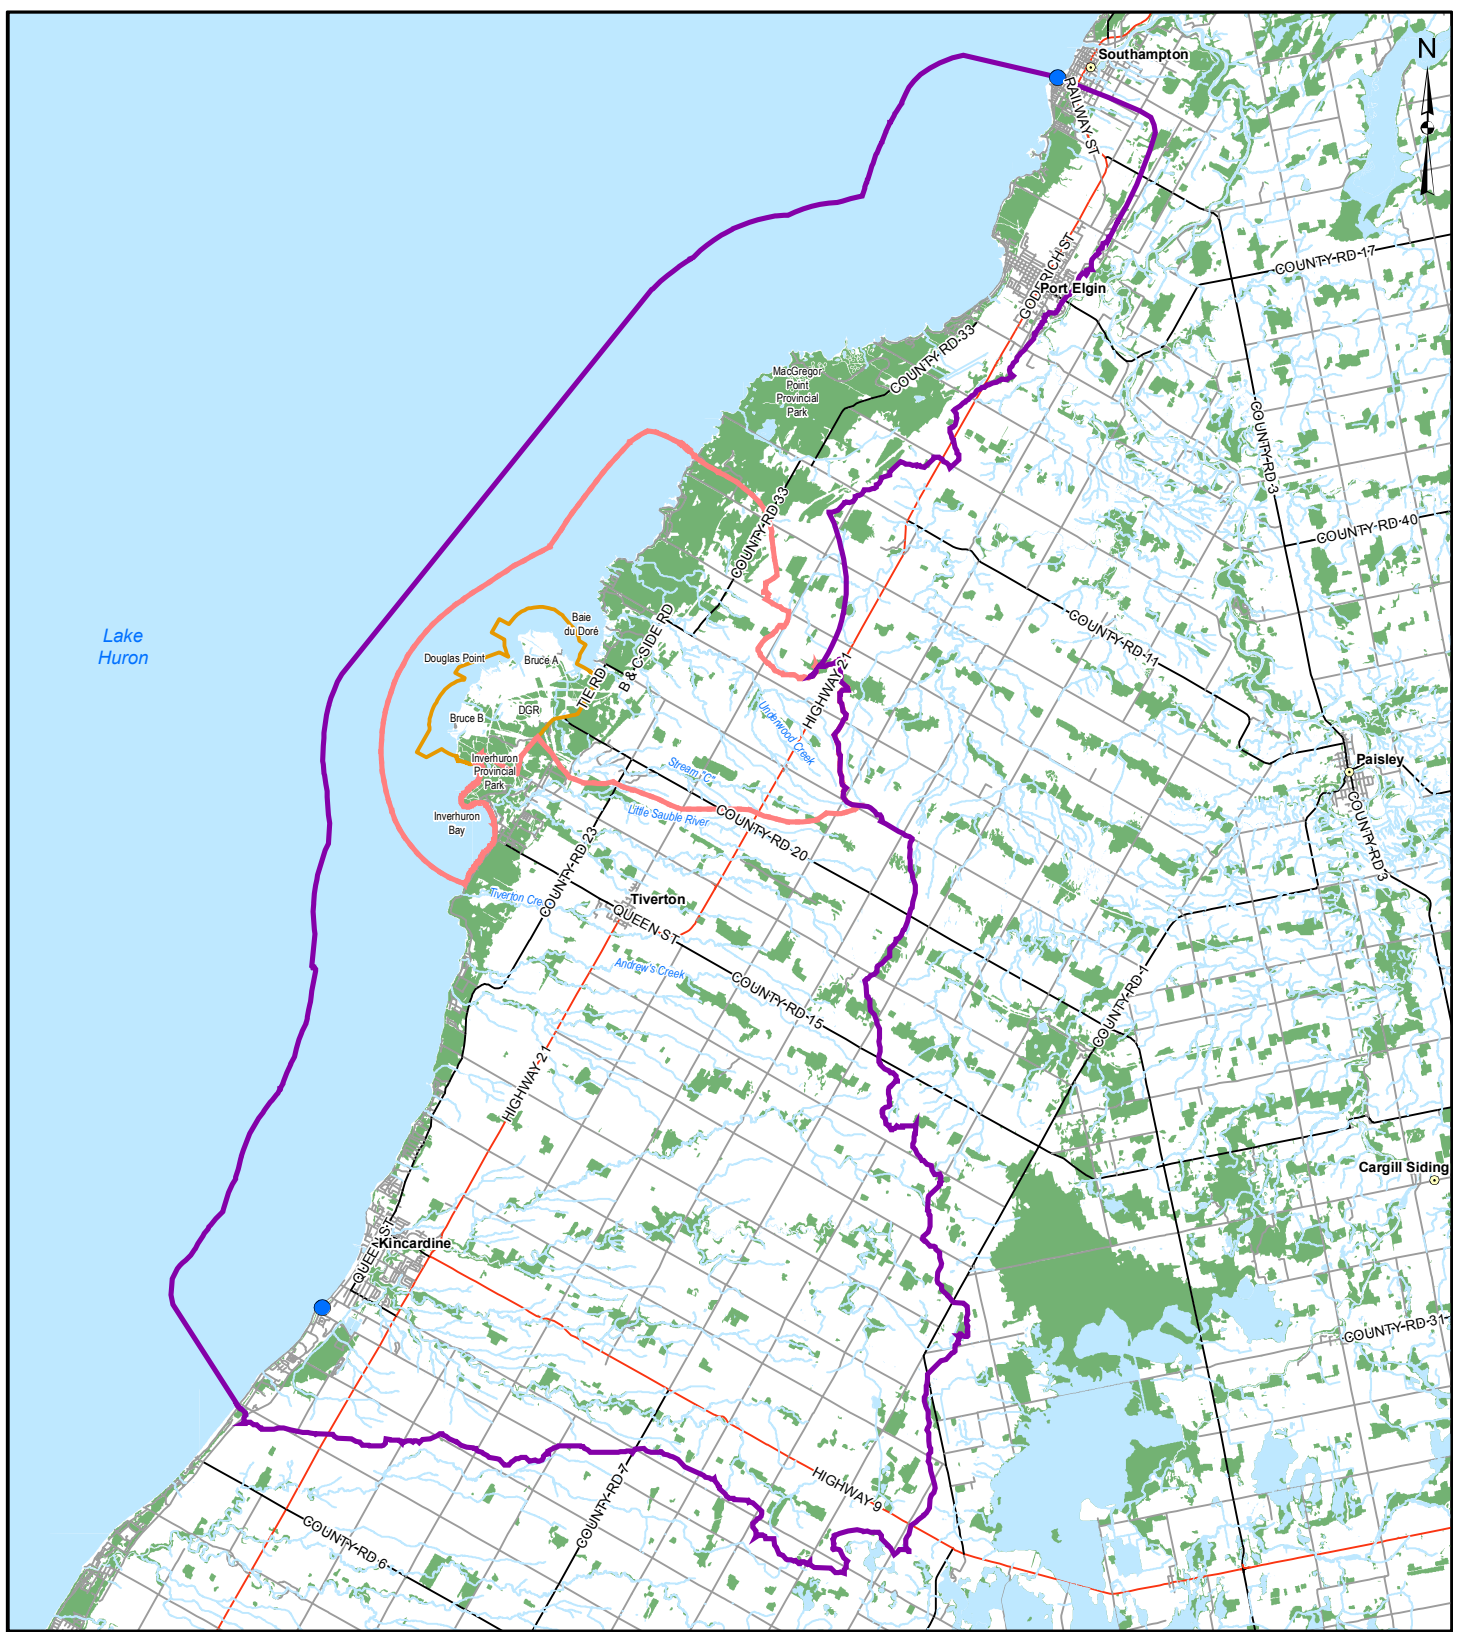 N
Southampton
RAILWAY ST
COUNTY RD 17
GODERICH ST
Port Elgin
COUNTY RD 33
MacGregor
Point
Provincial
Park
COUNTY RD 3
COUNTY RD 33
COUNTY RD 40
Lake
Huron
Baie
du Doré
B & C SIDE RD
COUNTY RD 11
Douglas Point
Bruce A
TIE RD
HIGHWAY 21
DGR
Bruce B
Underwood Creek
Inverhuron
Provincial
Park
Stream "C"
Paisley
Inverhuron
Bay
Little Sauble River
COUNTY RD 20
COUNTY RD 3
COUNTY RD 23
Tiverton Cre
Tiverton
QUEEN ST
Andrew's Creek
COUNTY RD 15
COUNTY RD 1
HIGHWAY 21
Cargill Siding
QUEEN ST
Kincardine
COUNTY RD 31
HIGHWAY 9
COUNTY RD 7
COUNTY RD 6